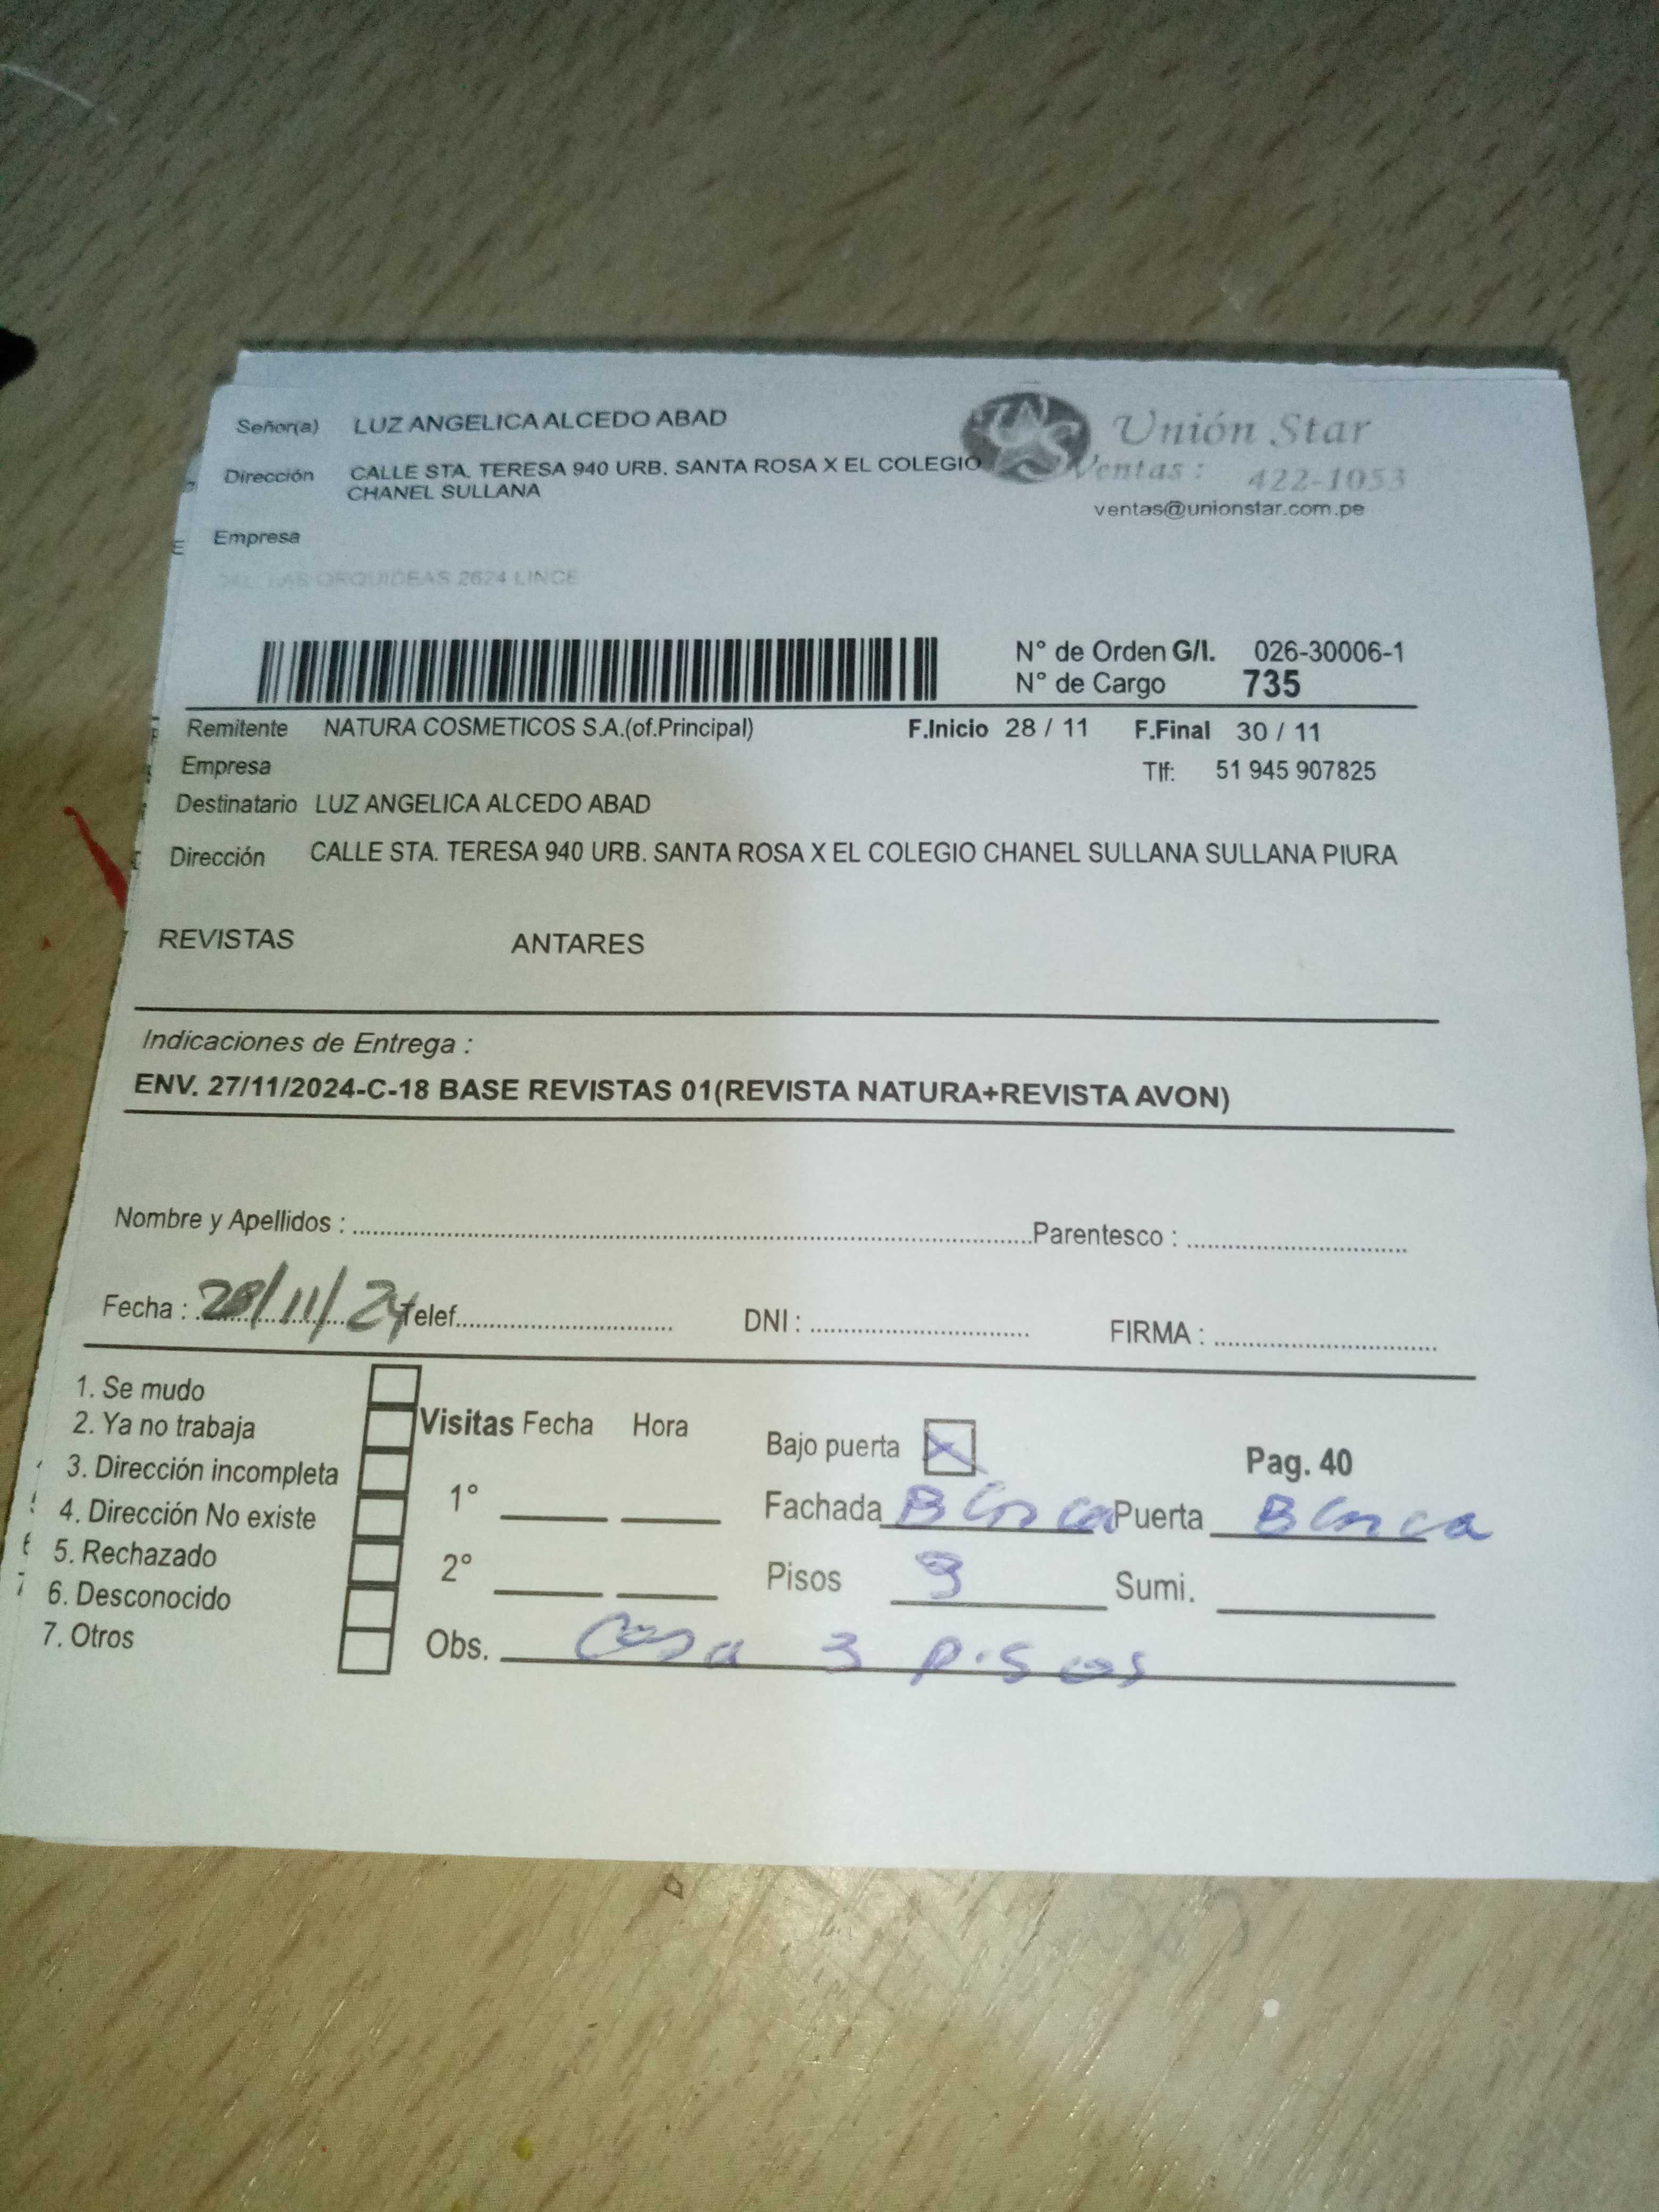 Señor(a) LUZ ANGELICA ALCEDO ABAD
Unión Star
Dirección CALLE STA. TERESA 940 URB. SANTA ROSA X EL COLEGIO
CHANEL SULLANA
Ventas : 422-1053
ventas@unionstar.com.pe
Empresa
LAS ORQUIDEAS 2624 LINCE
N° de Orden G/I. 026-30006-1
N° de Cargo 735
Remitente NATURA COSMETICOS S.A.(of.Principal) F.Inicio 28 / 11 F.Final 30 / 11
Empresa Tlf: 51 945 907825
Destinatario LUZ ANGELICA ALCEDO ABAD
Dirección CALLE STA. TERESA 940 URB. SANTA ROSA X EL COLEGIO CHANEL SULLANA SULLANA PIURA
REVISTAS ANTARES
Indicaciones de Entrega :
ENV. 27/11/2024-C-18 BASE REVISTAS 01(REVISTA NATURA+REVISTA AVON)
Nombre y Apellidos : Parentesco :
Fecha : 28/11/24 Telef. DNI : FIRMA :
1. Se mudo
2. Ya no trabaja
3. Dirección incompleta
4. Dirección No existe
5. Rechazado
6. Desconocido
7. Otros
Visitas Fecha Hora
1°
2°
Bajo puerta X Pag. 40
Fachada Blnca Puerta Blnca
Pisos 3 Sumi.
Obs. Casa 3 pisos